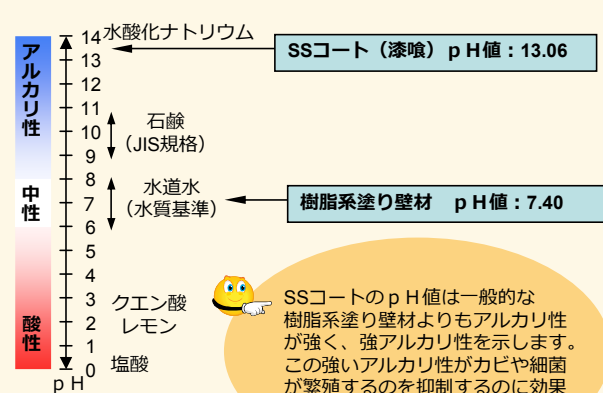 アルカリ性
中性
酸性
14
13
12
11
10
9
8
7
6
5
4
3
2
1
0
pH
水酸化ナトリウム
石鹸
（JIS規格）
水道水
（水質基準）
クエン酸
レモン
塩酸
SSコート（漆喰）ｐH値：13.06
樹脂系塗り壁材　ｐH値：7.40
SSコートのｐH値は一般的な
樹脂系塗り壁材よりもアルカリ性
が強く、強アルカリ性を示します。
この強いアルカリ性がカビや細菌
が繁殖するのを抑制するのに効果